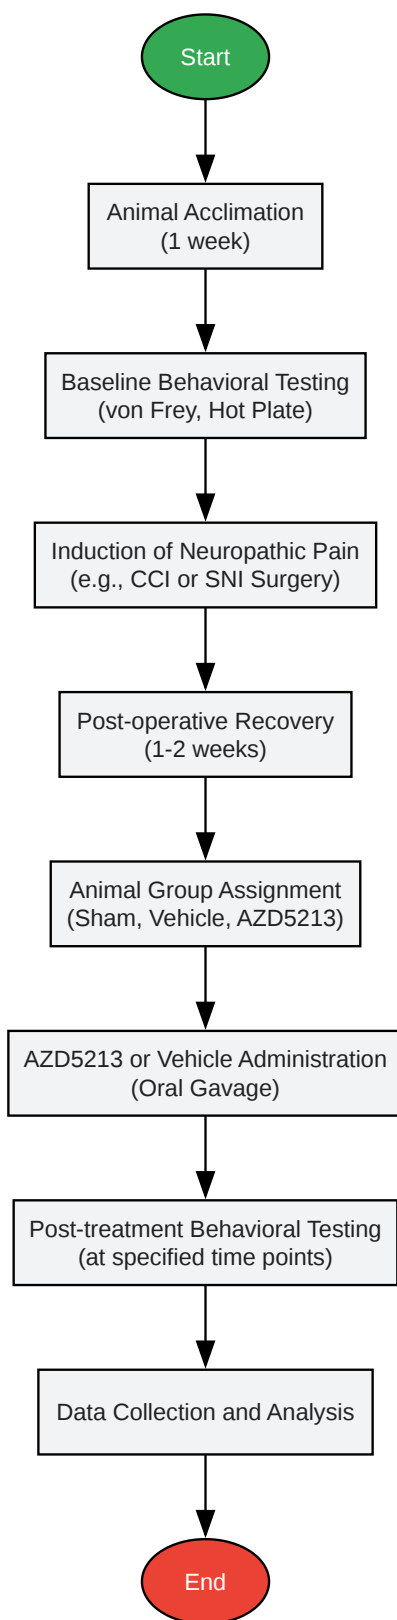 Start
Animal Acclimation
(1 week)
Baseline Behavioral Testing
(von Frey, Hot Plate)
Induction of Neuropathic Pain
(e.g., CCI or SNI Surgery)
Post-operative Recovery
(1-2 weeks)
Animal Group Assignment
(Sham, Vehicle, AZD5213)
AZD5213 or Vehicle Administration
(Oral Gavage)
Post-treatment Behavioral Testing
(at specified time points)
Data Collection and Analysis
End